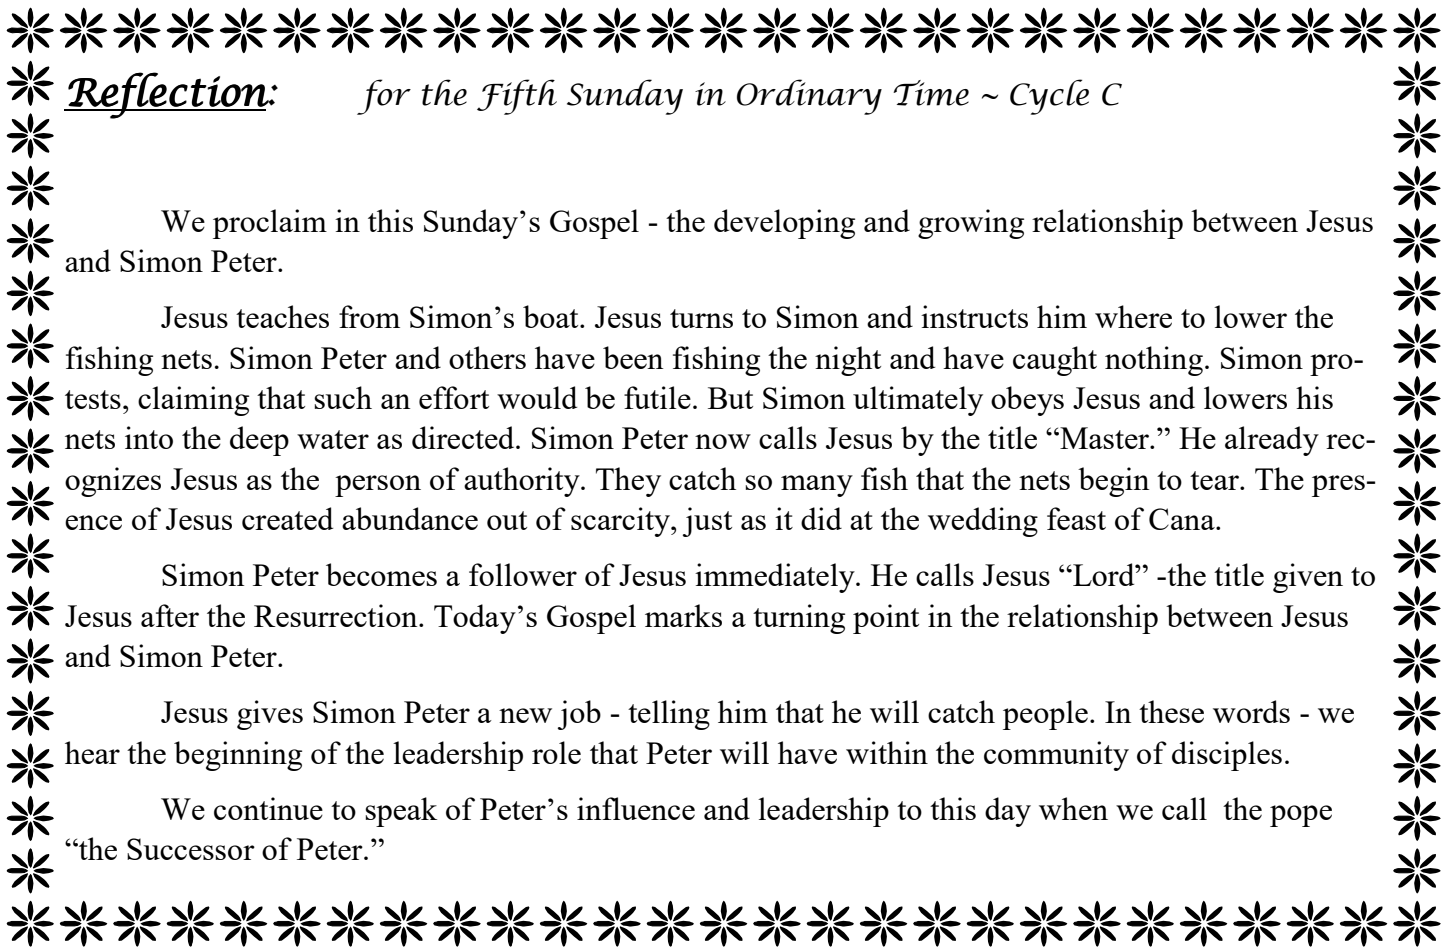 Reflection: for the Fifth Sunday in Ordinary Time ~ Cycle C
We proclaim in this Sunday’s Gospel - the developing and growing relationship between Jesus
and Simon Peter.
Jesus teaches from Simon’s boat. Jesus turns to Simon and instructs him where to lower the
fishing nets. Simon Peter and others have been fishing the night and have caught nothing. Simon pro-
tests, claiming that such an effort would be futile. But Simon ultimately obeys Jesus and lowers his
nets into the deep water as directed. Simon Peter now calls Jesus by the title “Master.” He already rec-
ognizes Jesus as the  person of authority. They catch so many fish that the nets begin to tear. The pres-
ence of Jesus created abundance out of scarcity, just as it did at the wedding feast of Cana.
Simon Peter becomes a follower of Jesus immediately. He calls Jesus “Lord” -the title given to
Jesus after the Resurrection. Today’s Gospel marks a turning point in the relationship between Jesus
and Simon Peter.
Jesus gives Simon Peter a new job - telling him that he will catch people. In these words - we
hear the beginning of the leadership role that Peter will have within the community of disciples.
We continue to speak of Peter’s influence and leadership to this day when we call  the pope
“the Successor of Peter.”